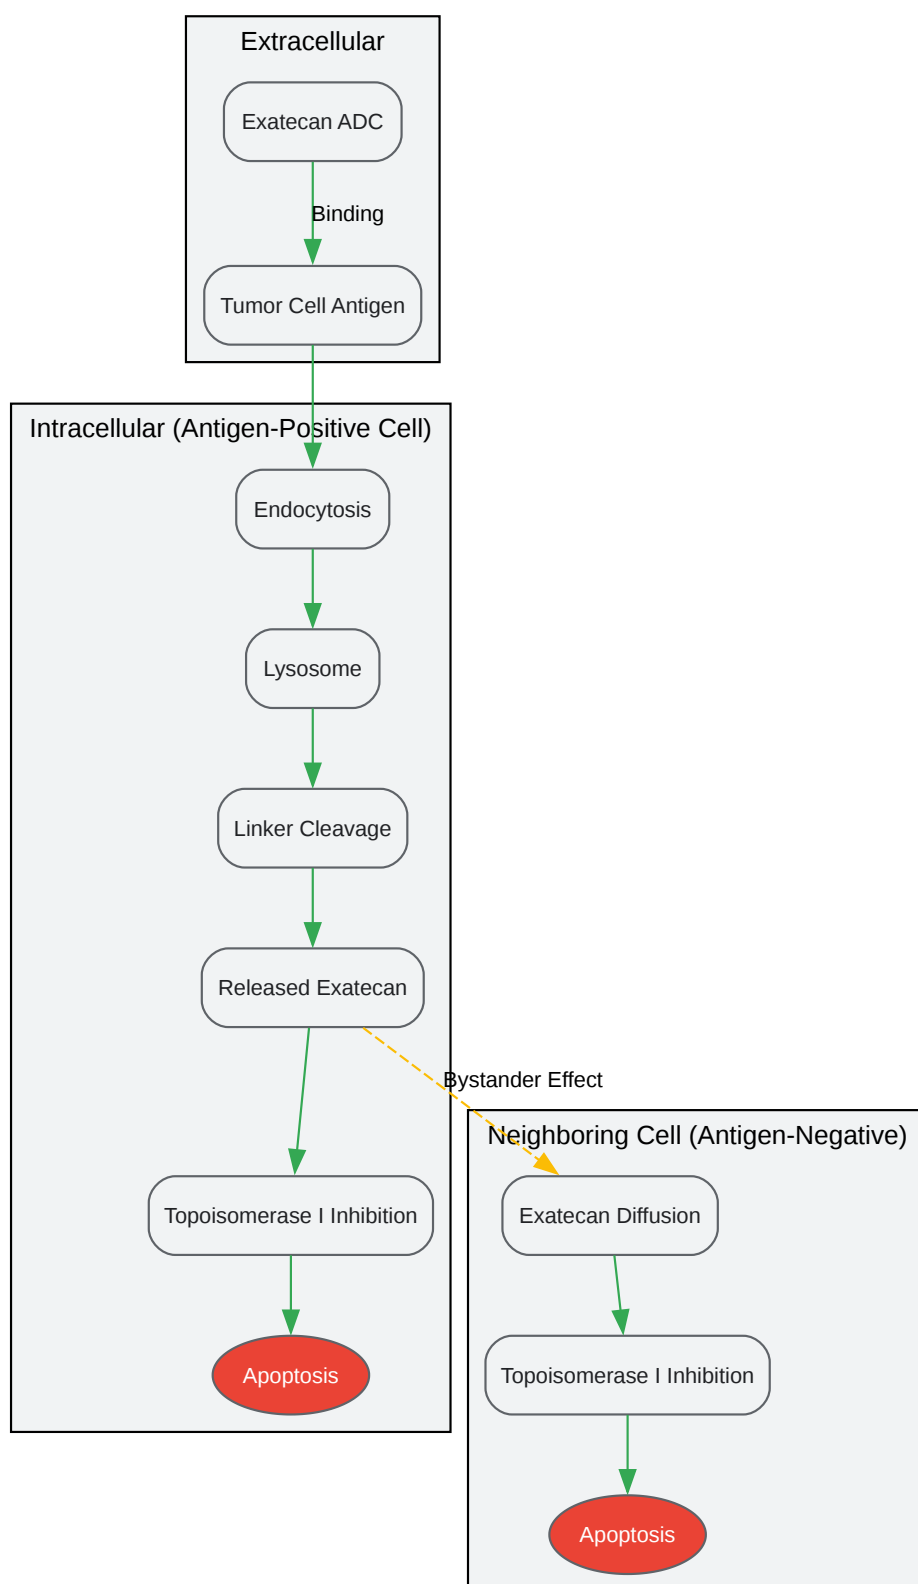 Extracellular
Exatecan ADC
Binding
Tumor Cell Antigen
Intracellular (Antigen-Positive Cell)
Endocytosis
Lysosome
Linker Cleavage
Released Exatecan
Bystander Effect
Neighboring Cell (Antigen-Negative)
Topoisomerase I Inhibition
Exatecan Diffusion
Apoptosis
Topoisomerase I Inhibition
Apoptosis